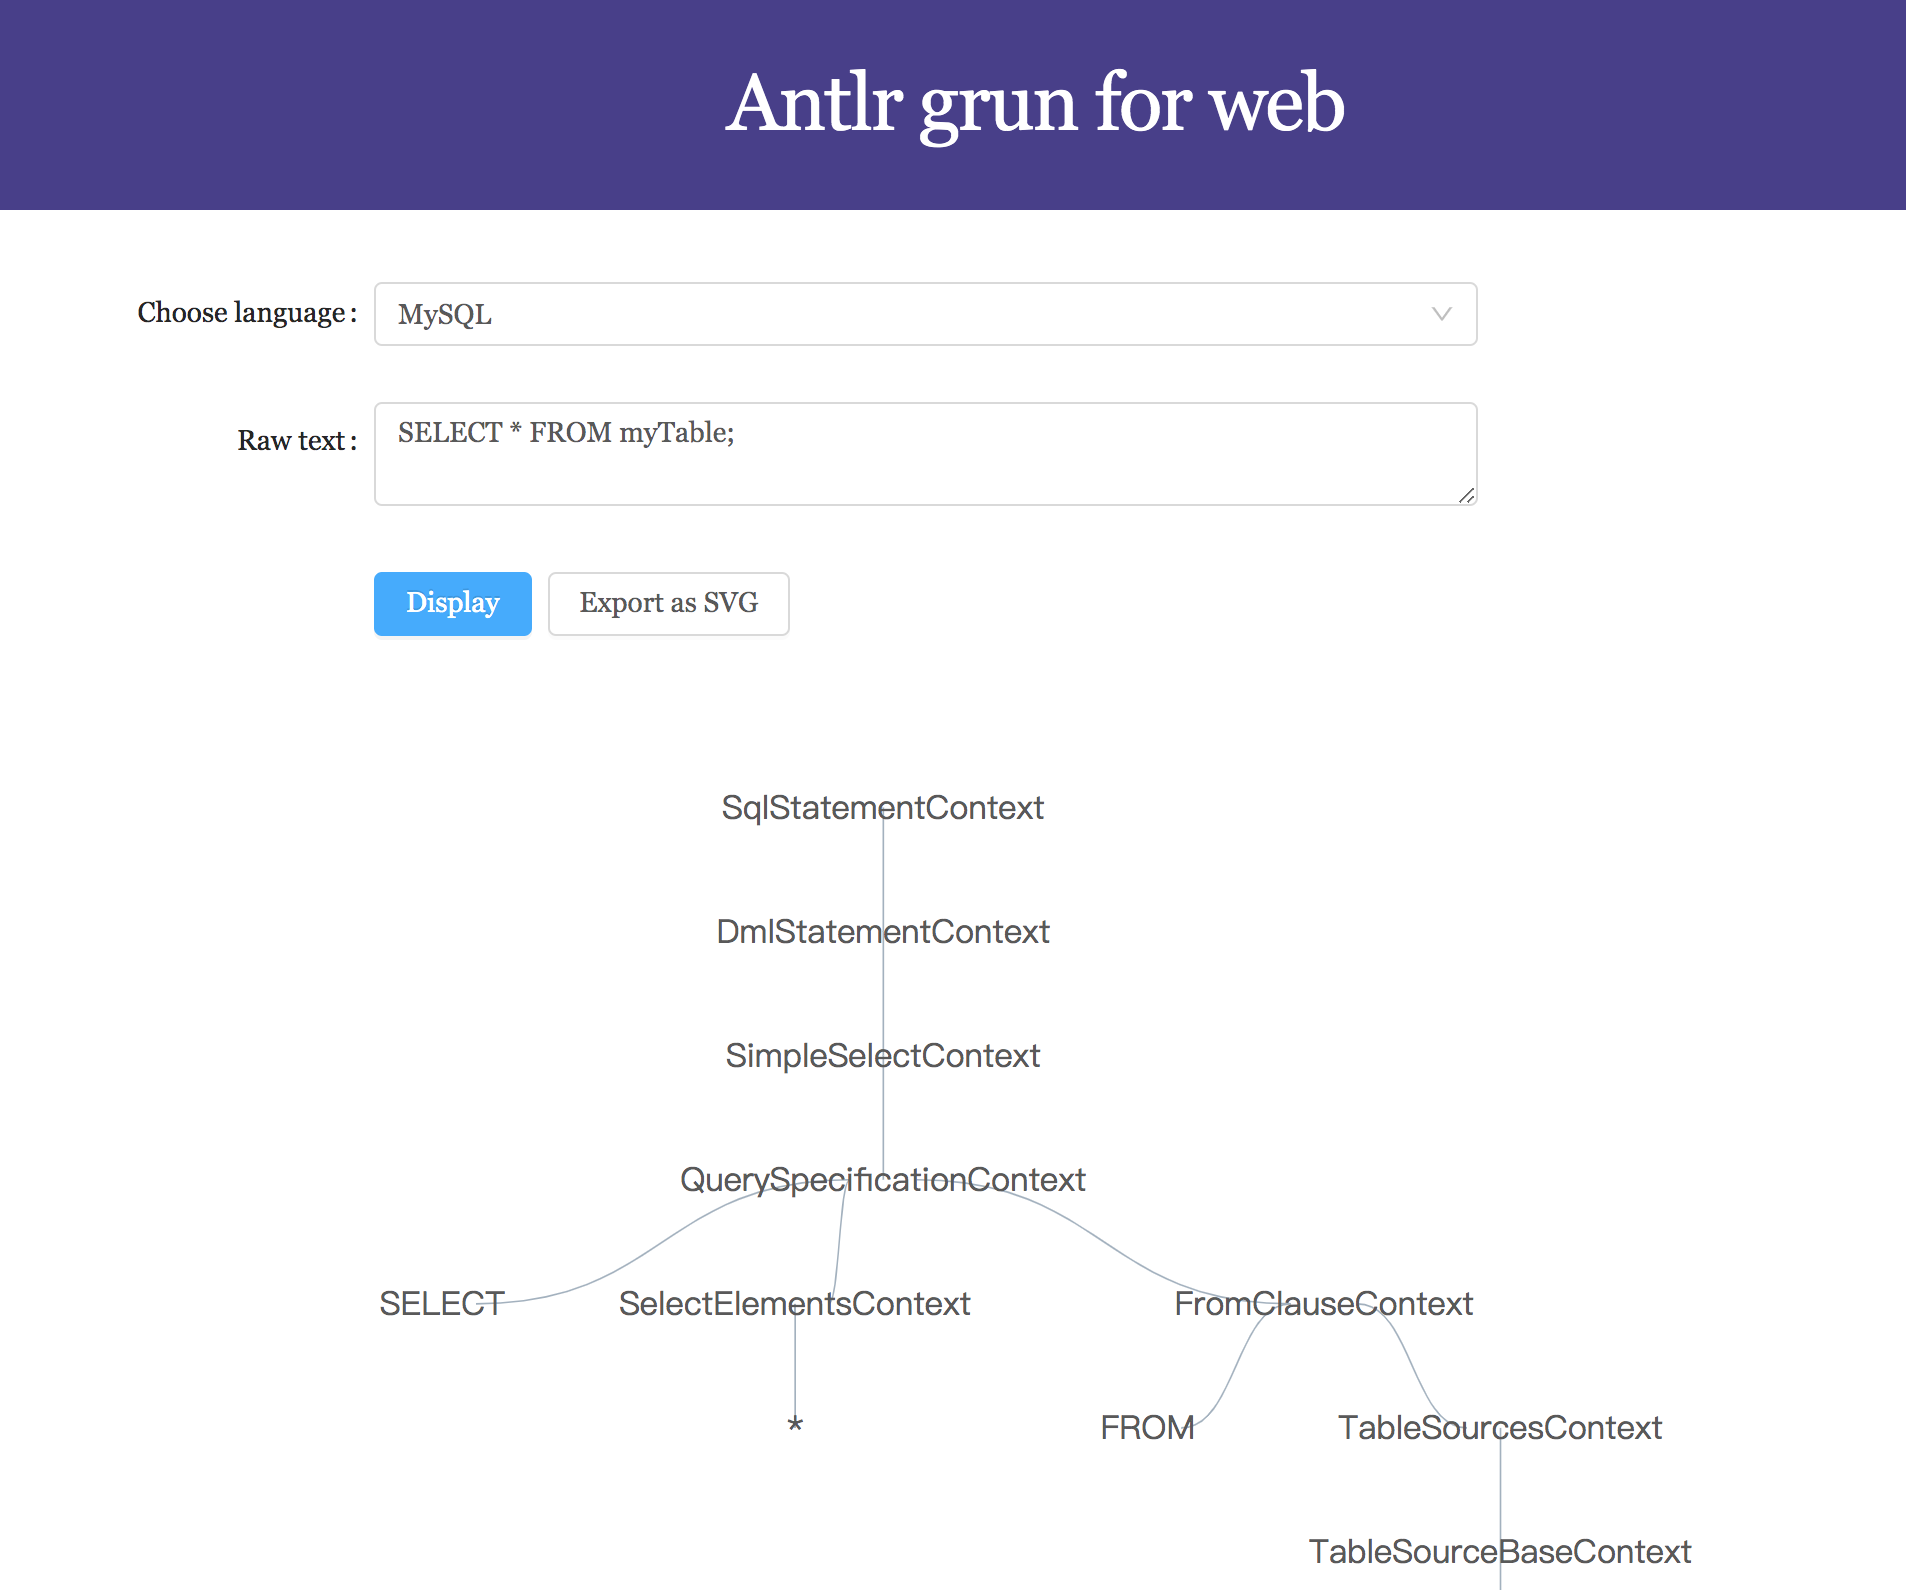 Antlr grun for web
Choose language :
MySQL
Raw text :
SELECT * FROM myTable;
Display
Export as SVG
SqlStatementContext
DmlStatementContext
SimpleSelectContext
QuerySpecificationContext
SELECT
SelectElementsContext
FromClauseContext
*
FROM
TableSourcesContext
TableSourceBaseContext